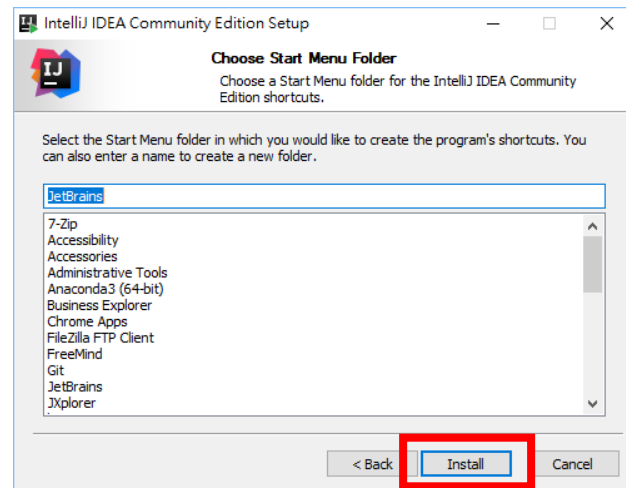 IntelliJ IDEA Community Edition Setup
IJ
Choose Start Menu Folder
Choose a Start Menu folder for the IntelliJ IDEA Community
Edition shortcuts.
Select the Start Menu folder in which you would like to create the program's shortcuts. You
can also enter a name to create a new folder.
JetBrains
7-Zip
Accessibility
Accessories
Administrative Tools
Anaconda3 (64-bit)
Business Explorer
Chrome Apps
FileZilla FTP Client
FreeMind
Git
JetBrains
JXplorer
< Back
Install
Cancel